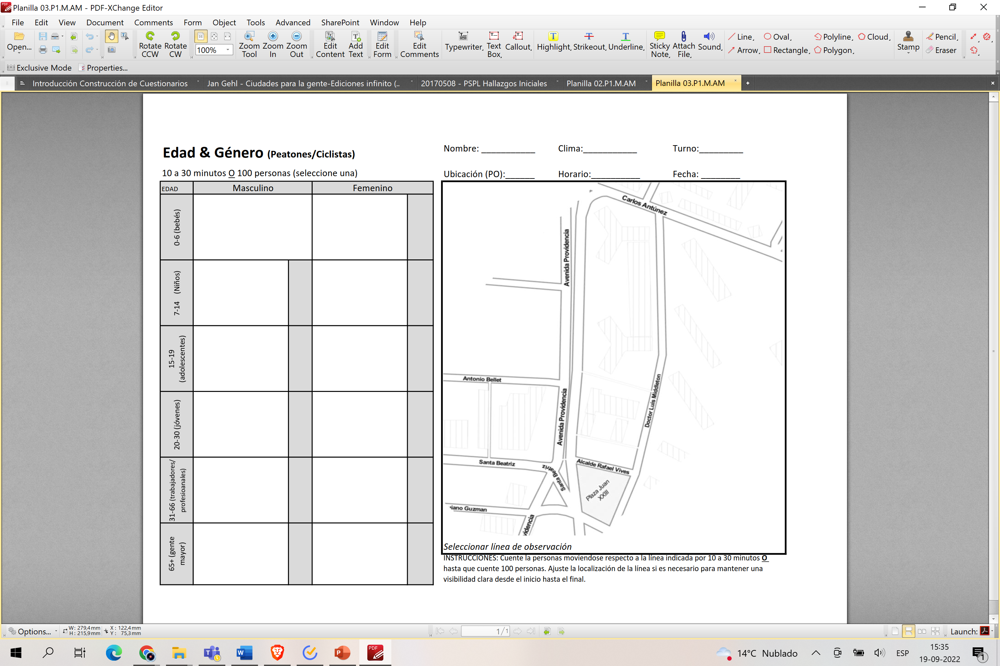 Planilla 03.P1.M.AM - PDF-XChange Editor
File Edit View Document Comments Form Object Tools Advanced SharePoint Window Help
Open... Rotate CCW Rotate CW 100% Zoom Tool Zoom In Zoom Out Edit Content Add Text Edit Form Edit Comments Typewriter Text Box Callout Highlight Strikeout Underline Sticky Note Attach File Sound Line Arrow Oval Rectangle Polyline Polygon Cloud Stamp Pencil Eraser
Exclusive Mode Properties...
Introducción Construcción de Cuestionarios
Jan Gehl - Ciudades para la gente-Ediciones infinito (..
20170508 - PSPL Hallazgos Iniciales
Planilla 02.P1.M.AM
Planilla 03.P1.M.AM
Edad & Género (Peatones/Ciclistas)
10 a 30 minutos O 100 personas (seleccione una)
Nombre: ___________ Clima:___________ Turno:_________
Ubicación (PO):______ Horario:__________ Fecha: ________
EDAD Masculino Femenino
0-6 (bebés)
7-14 (Niños)
15-19
(adolescentes)
20-30 (jóvenes)
31-66 (trabajadores/
profesioanales)
65+ (gente
mayor)
Carlos Antúnez
Avenida Providencia
Antonio Bellet
Avenida Providencia
Doctor Luis Middleton
Santa Beatriz
Santa Beatriz
Alcalde Rafael Vives
Plaza Juan
XXIII
iano Guzman
videncia
Seleccionar línea de observación
INSTRUCCIONES: Cuente la personas moviendose respecto a la línea indicada por 10 a 30 minutos O
hasta que cuente 100 personas. Ajuste la localización de la línea si es necesario para mantener una
visibilidad clara desde el inicio hasta el final.
Options... W: 279,4 mm X: 122,4 mm
H: 215,9 mm Y: 75,3 mm
1/1
Launch:
14°C Nublado
ESP
15:35
19-09-2022
1